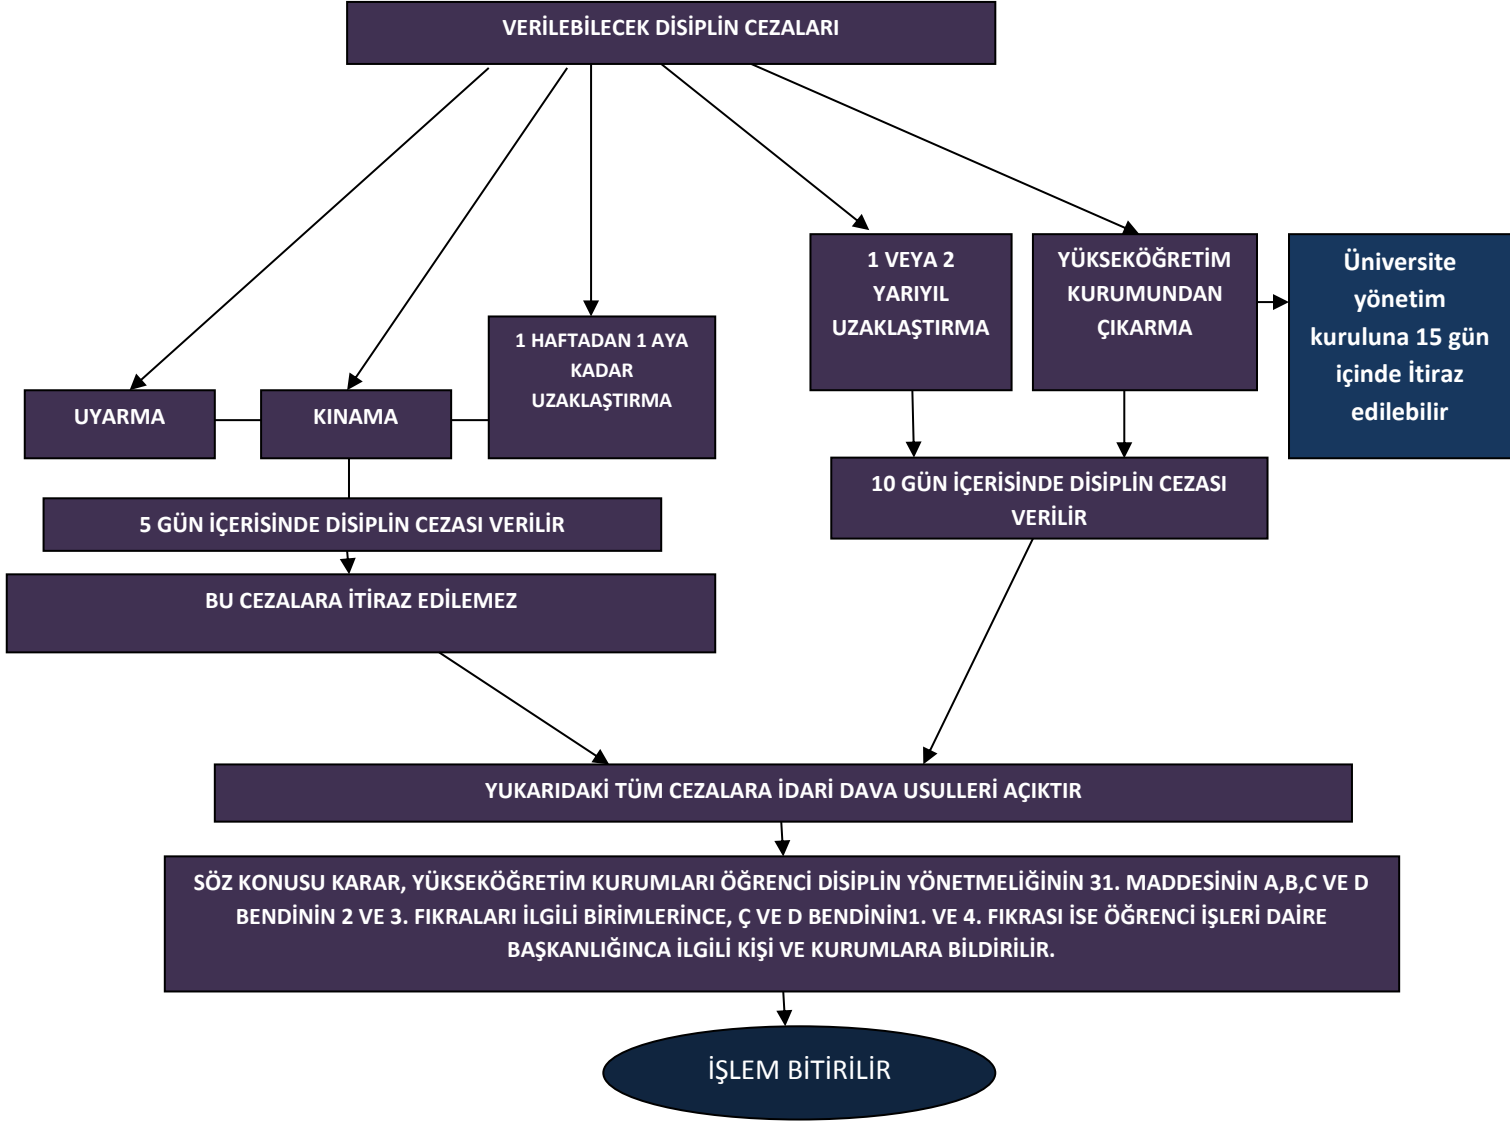 VERİLEBİLECEK DİSİPLİN CEZALARI
1 VEYA 2
YARIYIL
UZAKLAŞTIRMA
YÜKSEKÖĞRETİM
KURUMUNDAN
ÇIKARMA
Üniversite
yönetim
kuruluna 15 gün
içinde İtiraz
edilebilir
UYARMA
KINAMA
1 HAFTADAN 1 AYA
KADAR
UZAKLAŞTIRMA
5 GÜN İÇERİSİNDE DİSİPLİN CEZASI VERİLİR
10 GÜN İÇERİSİNDE DİSİPLİN CEZASI
VERİLİR
BU CEZALARA İTİRAZ EDİLEMEZ
YUKARIDAKİ TÜM CEZALARA İDARİ DAVA USULLERİ AÇIKTIR
SÖZ KONUSU KARAR, YÜKSEKÖĞRETİM KURUMLARI ÖĞRENCİ DİSİPLİN YÖNETMELİĞİNİN 31. MADDESİNİN A,B,C VE D
BENDİNİN 2 VE 3. FIKRALARI İLGİLİ BİRİMLERİNCE, Ç VE D BENDİNİN1. VE 4. FIKRASI İSE ÖĞRENCİ İŞLERİ DAİRE
BAŞKANLIĞINCA İLGİLİ KİŞİ VE KURUMLARA BİLDİRİLİR.
İŞLEM BİTİRİLİR